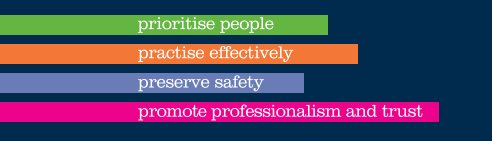 prioritise people
practise effectively
preserve safety
promote professionalism and trust